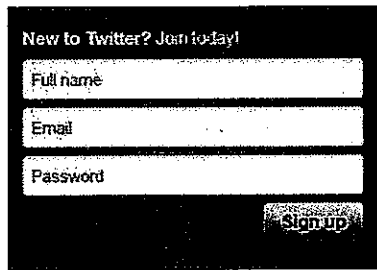 New to Twitter? Join today!
Full name
Email
Password
Sign up